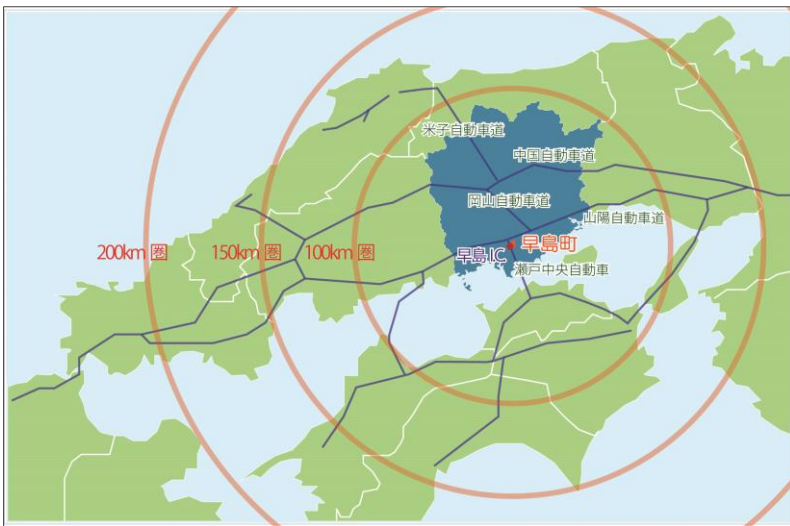 米子自動車道
中国自動車道
岡山自動車道
山陽自動車道
200km 圏
150km 圏
100km 圏
早島 IC
早島町
瀬戸中央自動車